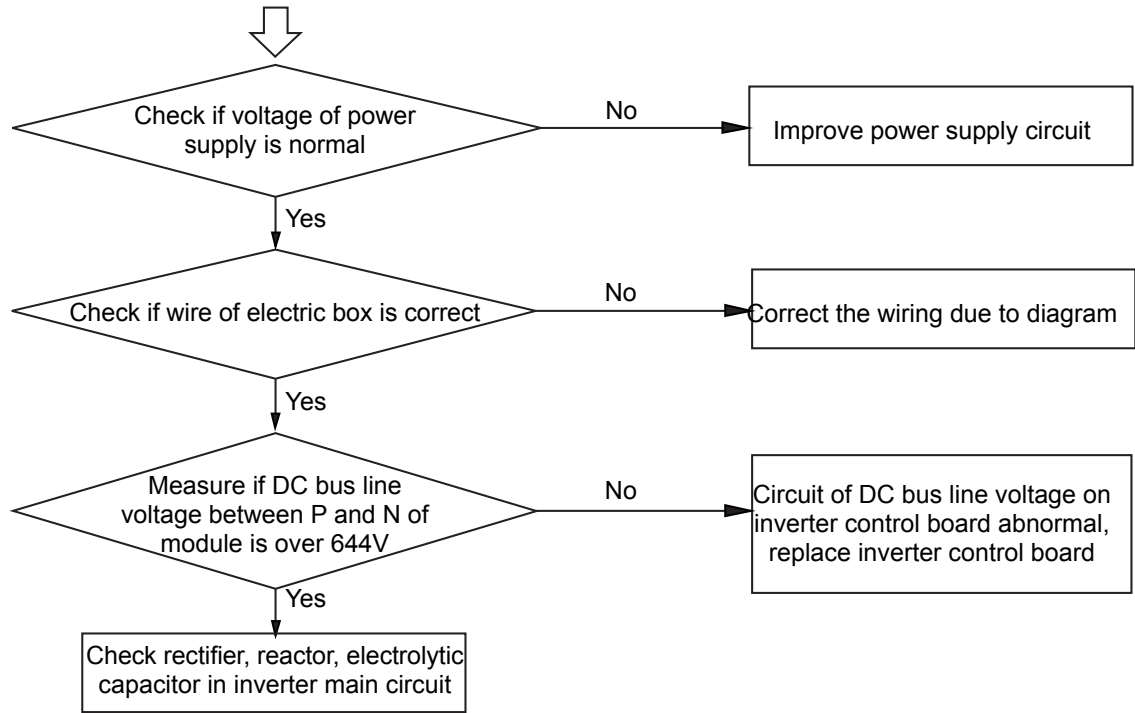 Check if voltage of power
supply is normal
No
Improve power supply circuit
Yes
Check if wire of electric box is correct
No
Correct the wiring due to diagram
Yes
Measure if DC bus line
voltage between P and N of
module is over 644V
No
Circuit of DC bus line voltage on
inverter control board abnormal,
replace inverter control board
Yes
Check rectifier, reactor, electrolytic
capacitor in inverter main circuit